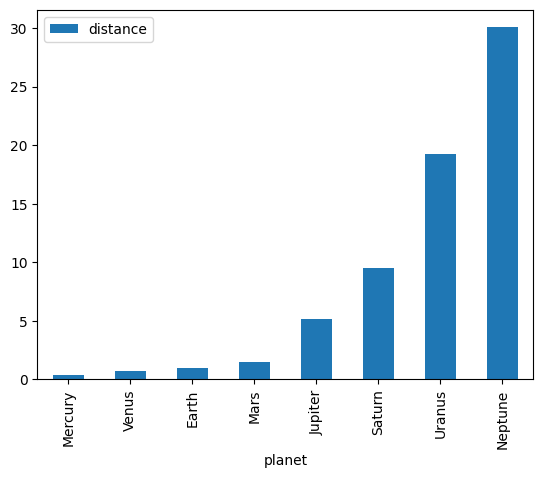 distance
30
25
20
15
10
5
0
Mercury
Venus
Earth
Mars
Jupiter
Saturn
Uranus
Neptune
planet